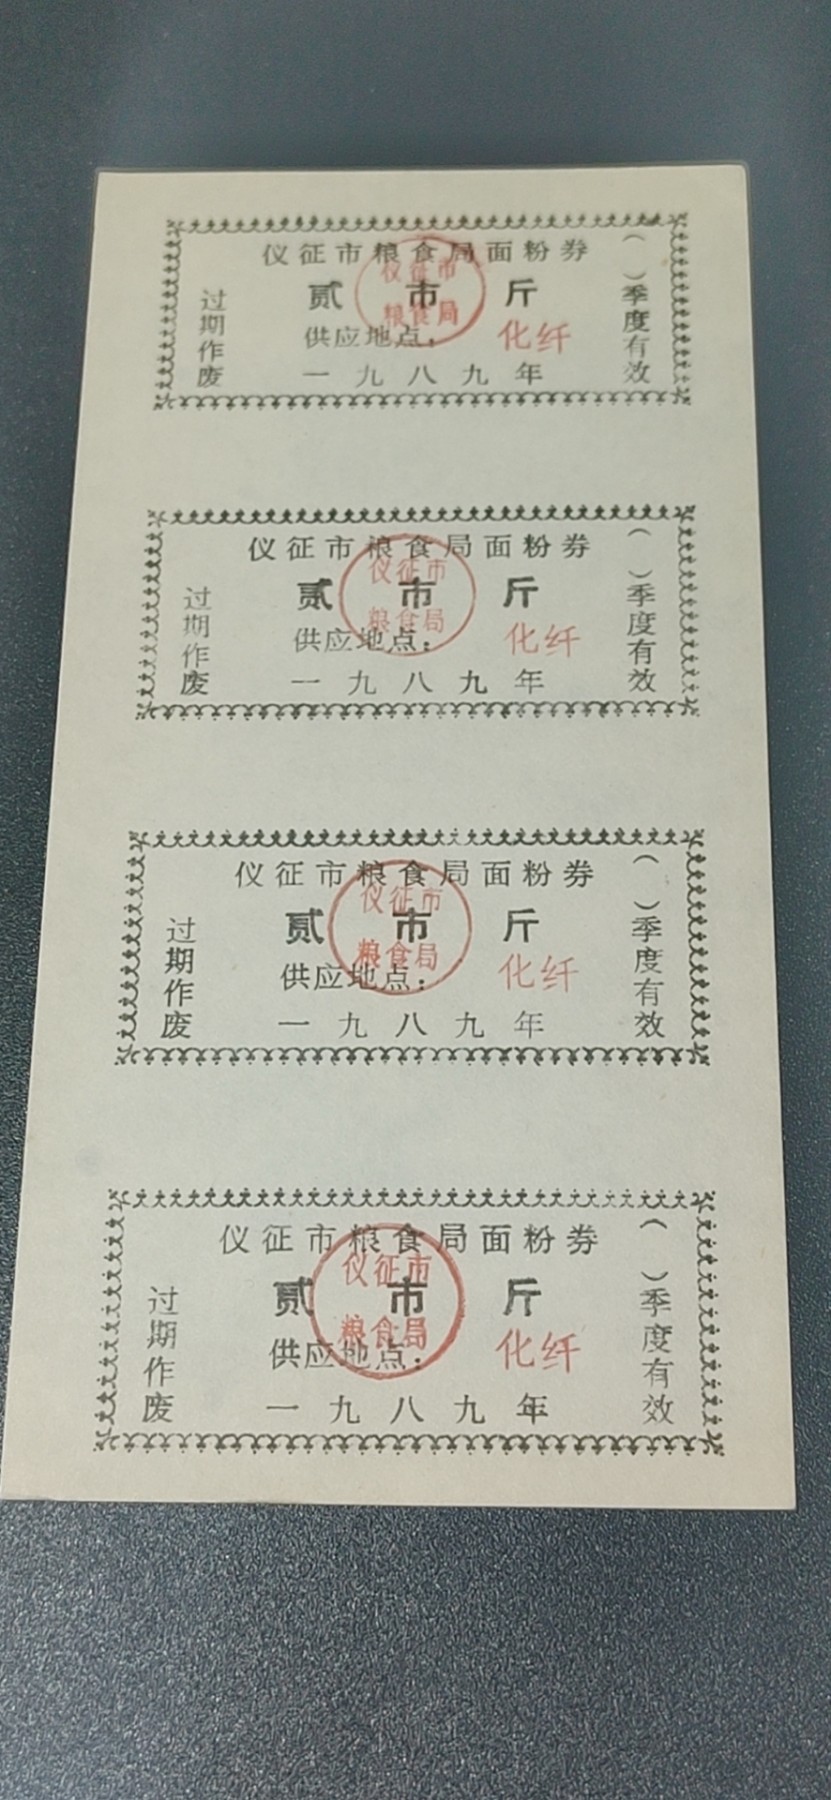 仪征市粮食局面粉券
贰 市 斤
供应地点： 化纤
一九八九年
过期作废
（ ）季度有效
仪征市
粮食局
仪征市粮食局面粉券
贰 市 斤
供应地点： 化纤
一九八九年
过期作废
（ ）季度有效
仪征市
粮食局
仪征市粮食局面粉券
贰 市 斤
供应地点： 化纤
一九八九年
过期作废
（ ）季度有效
仪征市
粮食局
仪征市粮食局面粉券
贰 市 斤
供应地点： 化纤
一九八九年
过期作废
（ ）季度有效
仪征市
粮食局